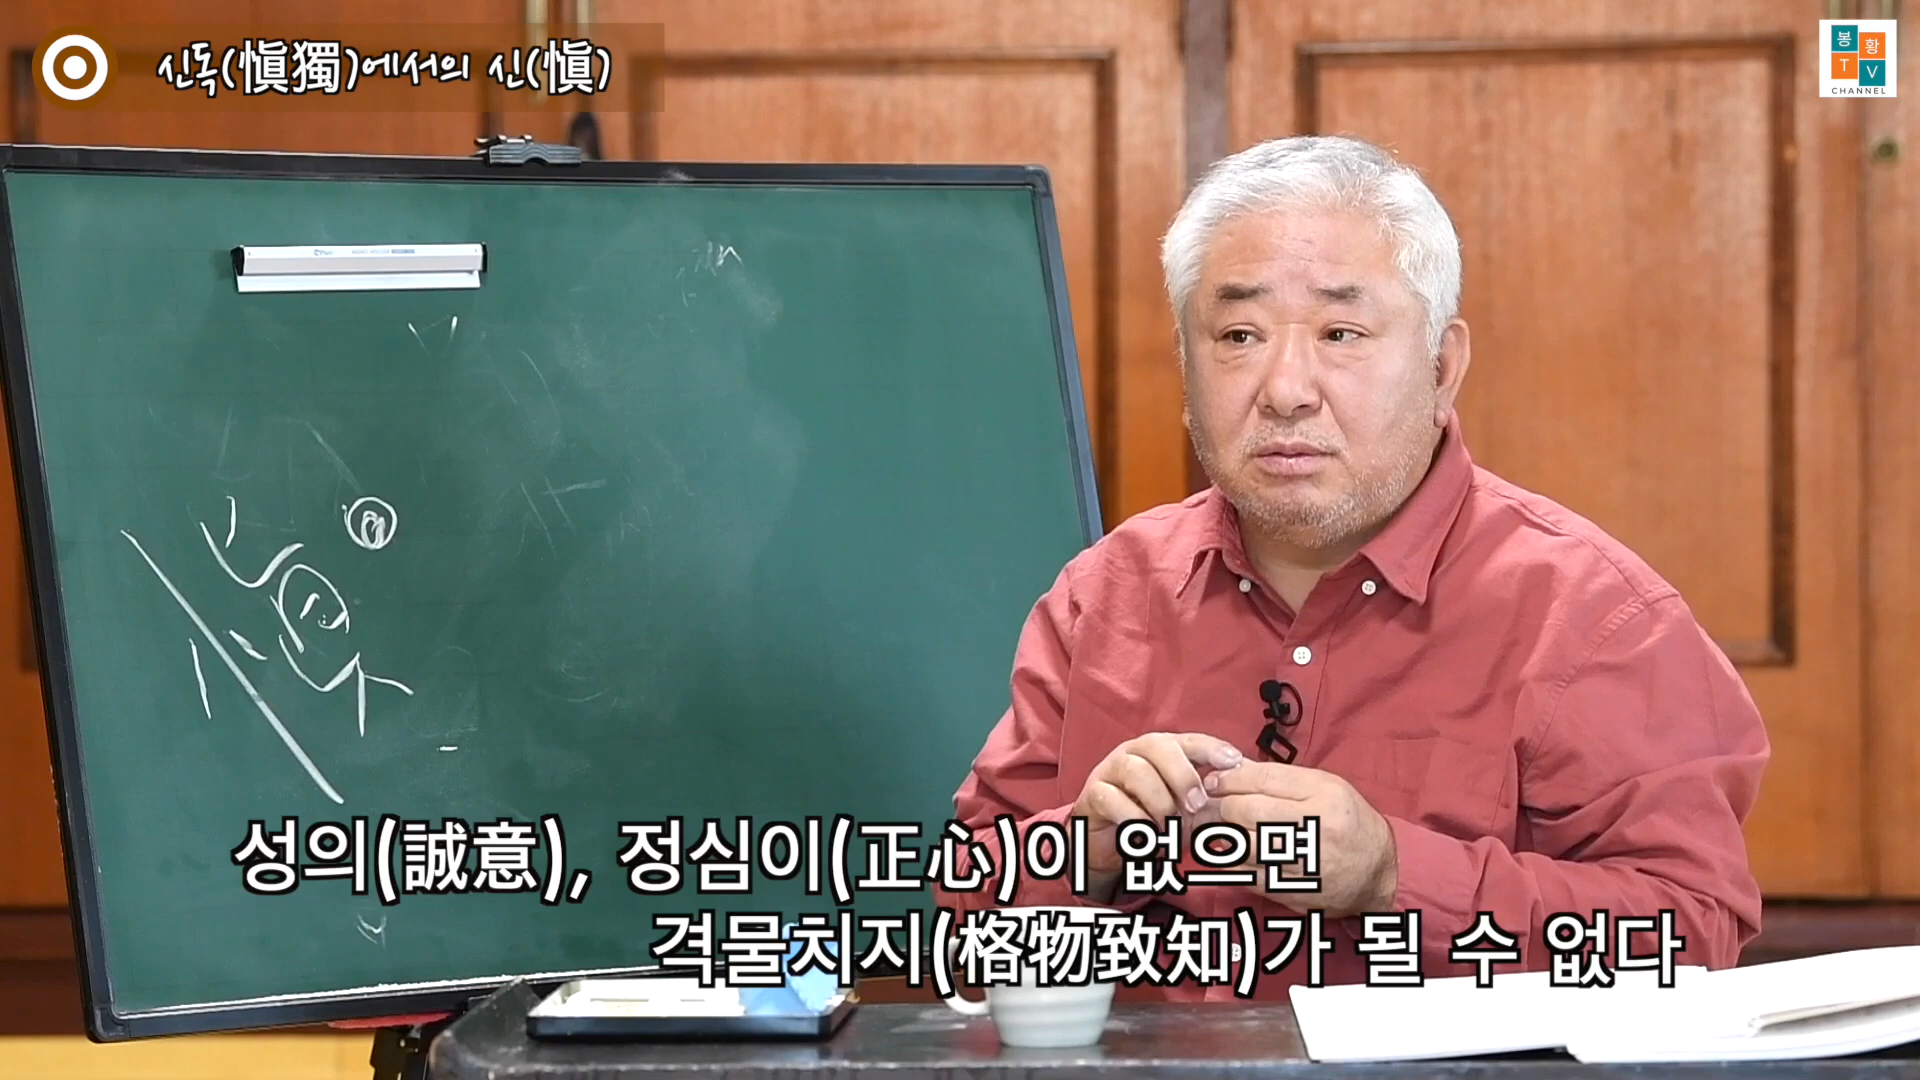 신독(愼獨)에서의 신(愼)
봉황
TV
CHANNEL
성의(誠意), 정심이(正心)이 없으면
격물치지(格物致知)가 될 수 없다